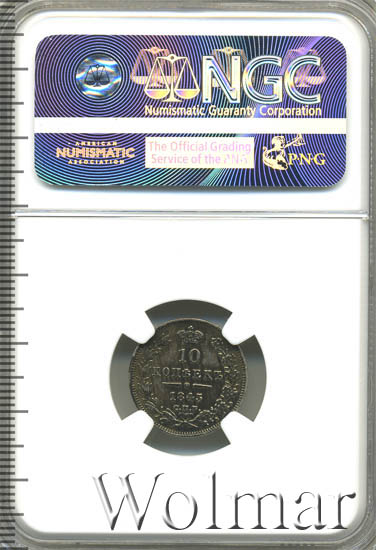 NGC
Numismatic Guaranty Corporation
AMERICAN
NUMISMATIC
ASSOCIATION
The Official Grading
Service of the PNG
PNG
10
КОПѢЕКЪ
1845
С.П.Б.
Wolmar